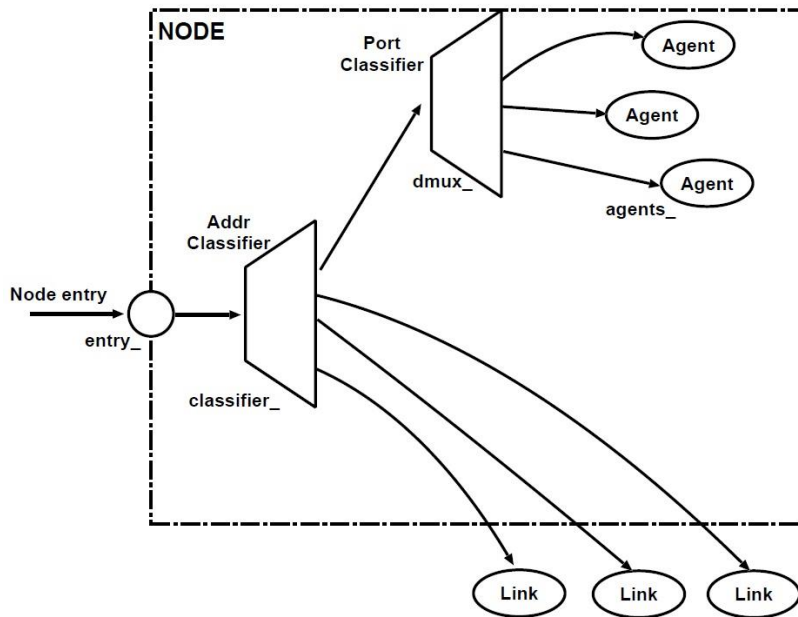 NODE
Port
Classifier
Agent
Agent
Agent
dmux_
agents_
Addr
Classifier
Node entry
entry_
classifier_
Link
Link
Link